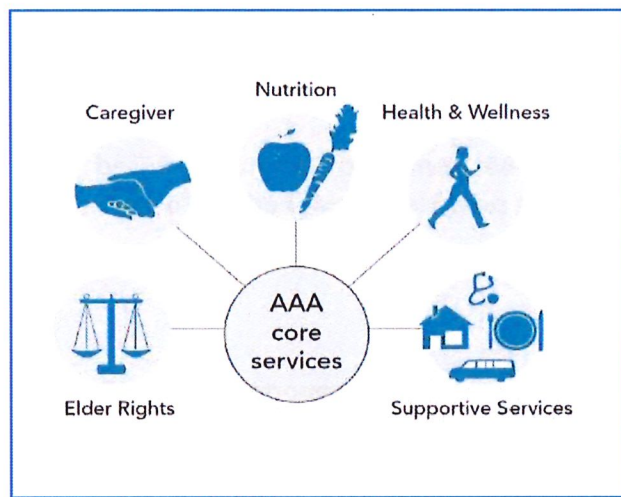 Nutrition
Caregiver
Health & Wellness
AAA
core
services
Elder Rights
Supportive Services